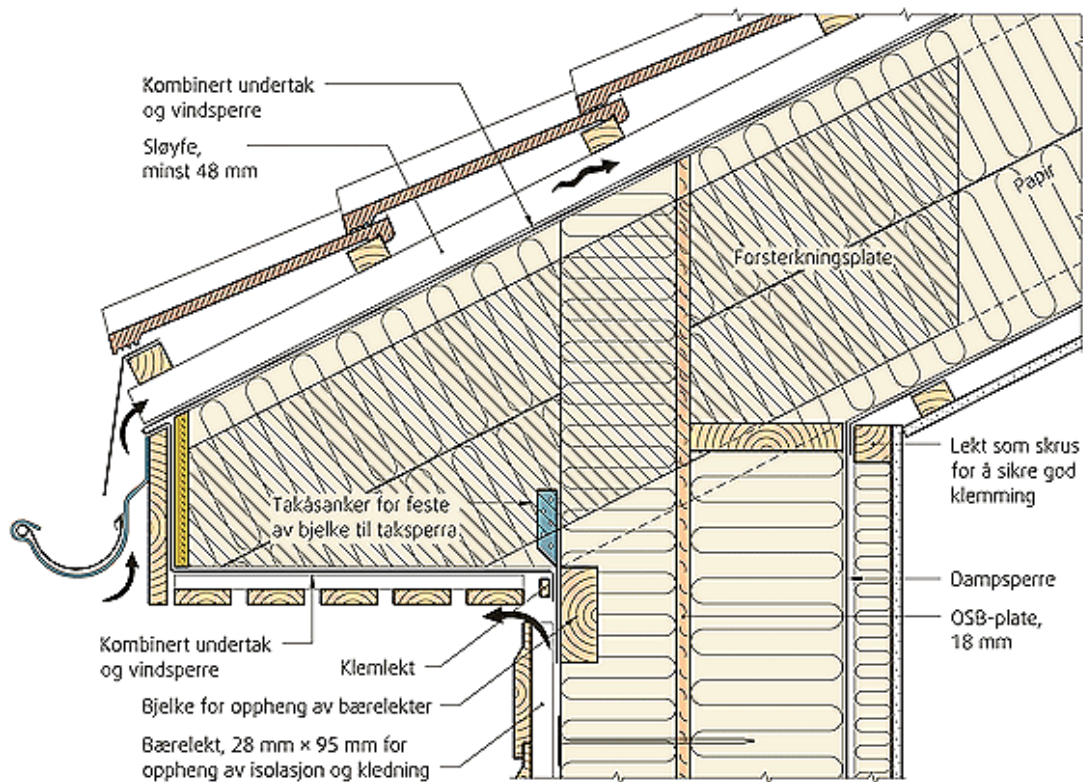 Kombinert undertak
og vindsperre
Sløyfe,
minst 48 mm
Papir
Forsterkningsplate
Takåsanker for feste
av bjelke til taksperra
Lekt som skrus
for å sikre god
klemming
Dampsperre
OSB-plate,
18 mm
Kombinert undertak
og vindsperre
Klemlekt
Bjelke for oppheng av bærelekter
Bærelekt, 28 mm × 95 mm for
oppheng av isolasjon og kledning